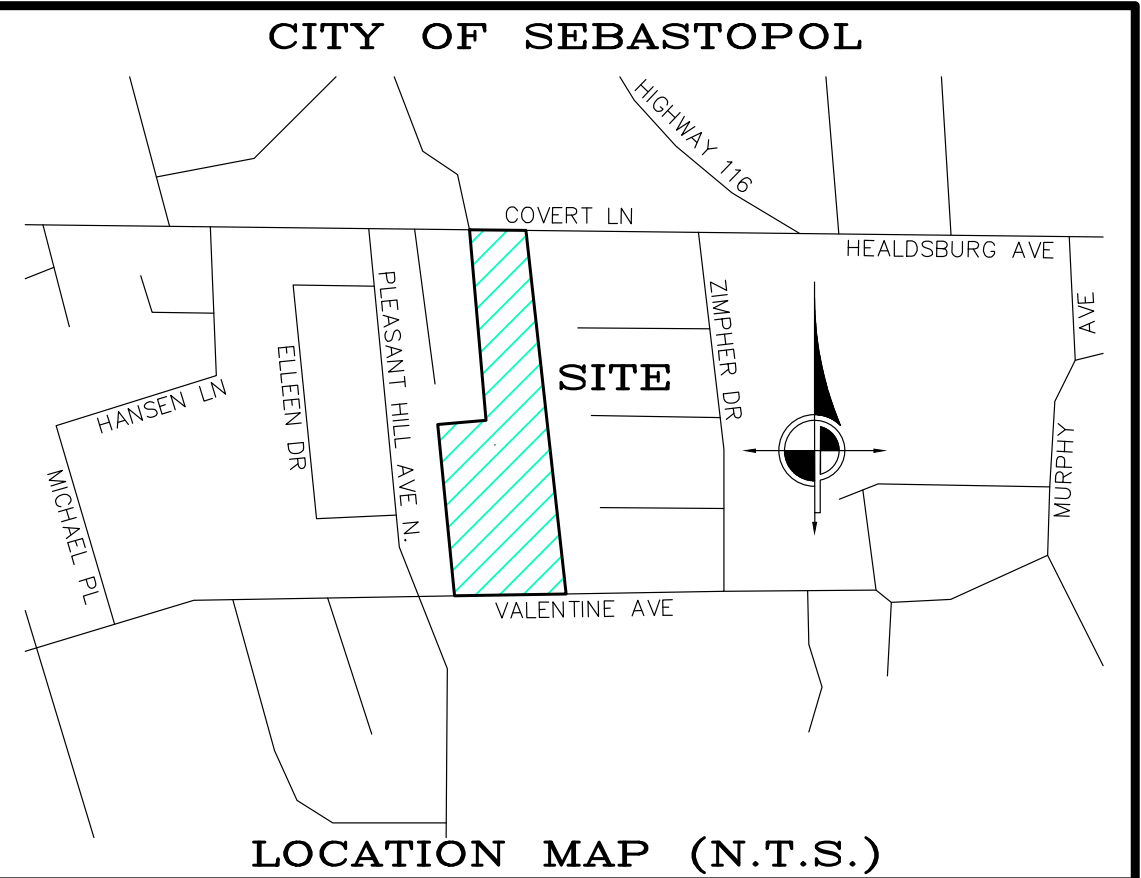 CITY OF SEBASTOPOL
HIGHWAY 116
COVERT LN
HEALDSBURG AVE
PLEASANT HILL AVE N.
ZIMPHER DR
AVE
MURPHY
ELLEEN DR
SITE
HANSEN LN
MICHAEL PL
VALENTINE AVE
LOCATION MAP (N.T.S.)